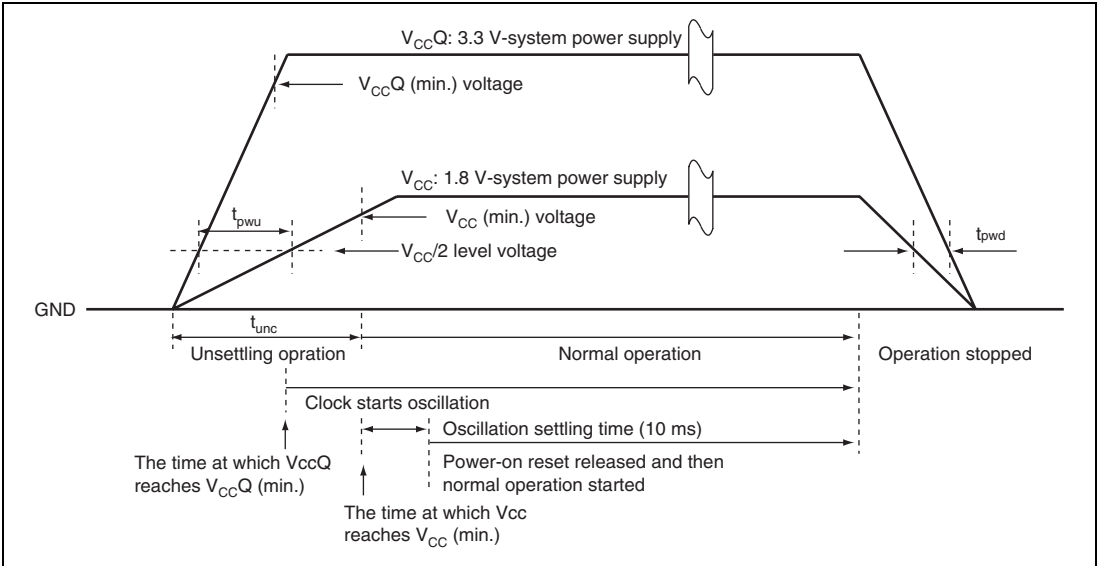 VCCQ: 3.3 V-system power supply
VCCQ (min.) voltage
VCC: 1.8 V-system power supply
tpwu
VCC (min.) voltage
VCC/2 level voltage
tpwd
GND
tunc
Unsettling opration
Normal operation
Operation stopped
Clock starts oscillation
Oscillation settling time (10 ms)
The time at which VccQ
reaches VCCQ (min.)
Power-on reset released and then
normal operation started
The time at which Vcc
reaches VCC (min.)